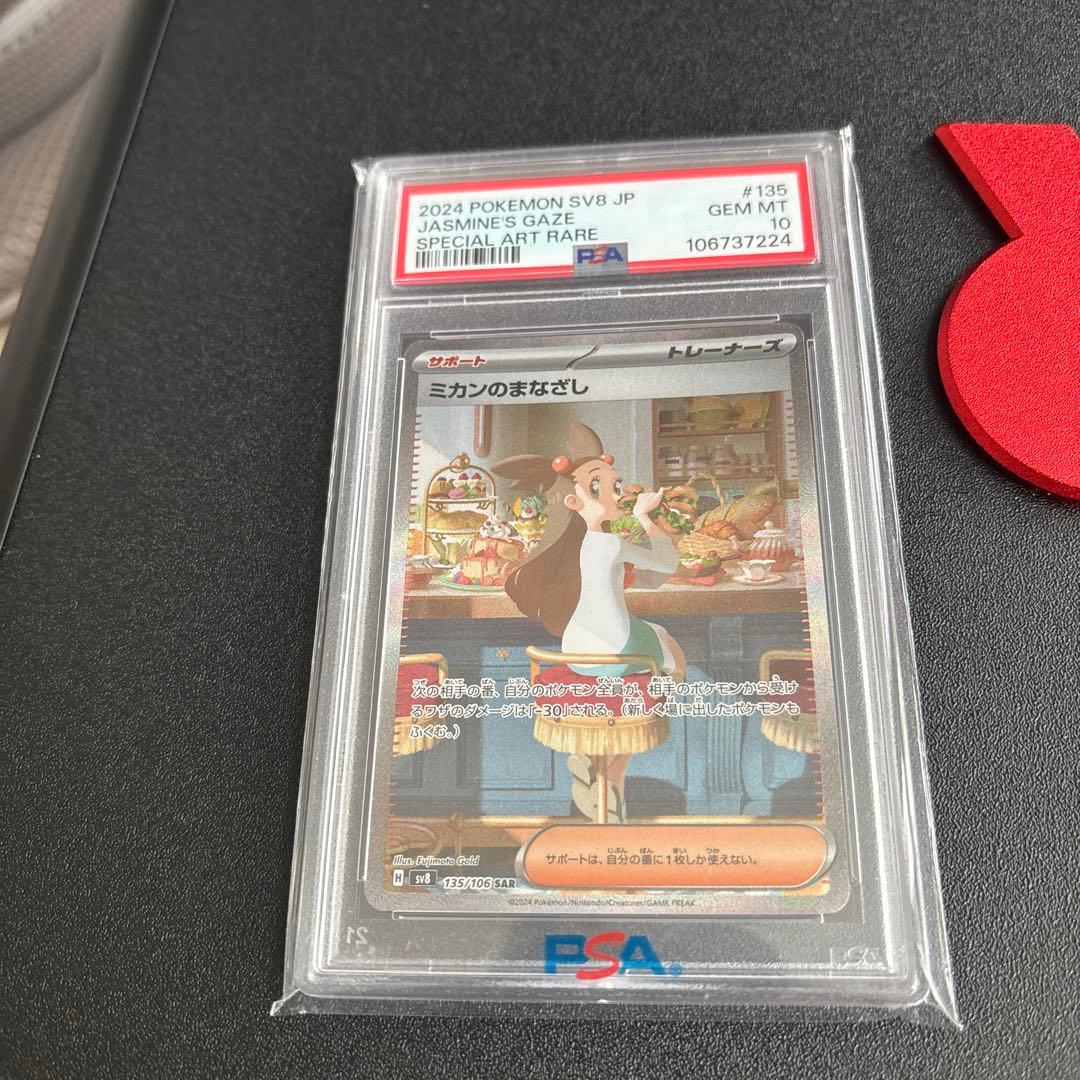 2024 POKEMON SV8 JP #135
JASMINE'S GAZE GEM MT
SPECIAL ART RARE 10
106737224
PSA
サポート トレーナーズ
ミカンのまなざし
次の相手の番、自分のポケモン全員が、相手のポケモンから受け
るワザのダメージは「-30」される。(新しく場に出したポケモンも
ふくむ。)
サポートは、自分の番に1枚しか使えない。
Illus. Fujimoto Gold
H sv8 135/106 SAR
©2024 Pokémon/Nintendo/Creatures/GAME FREAK
PSA